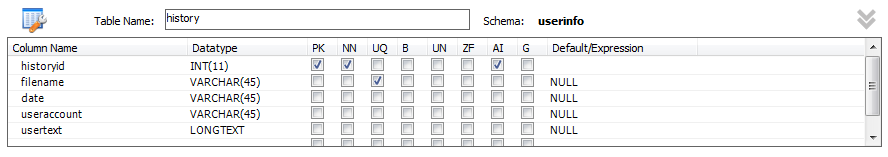 Table Name: history Schema: userinfo
Column Name Datatype PK NN UQ B UN ZF AI G Default/Expression
historyid INT(11)
filename VARCHAR(45) NULL
date VARCHAR(45) NULL
useraccount VARCHAR(45) NULL
usertext LONGTEXT NULL